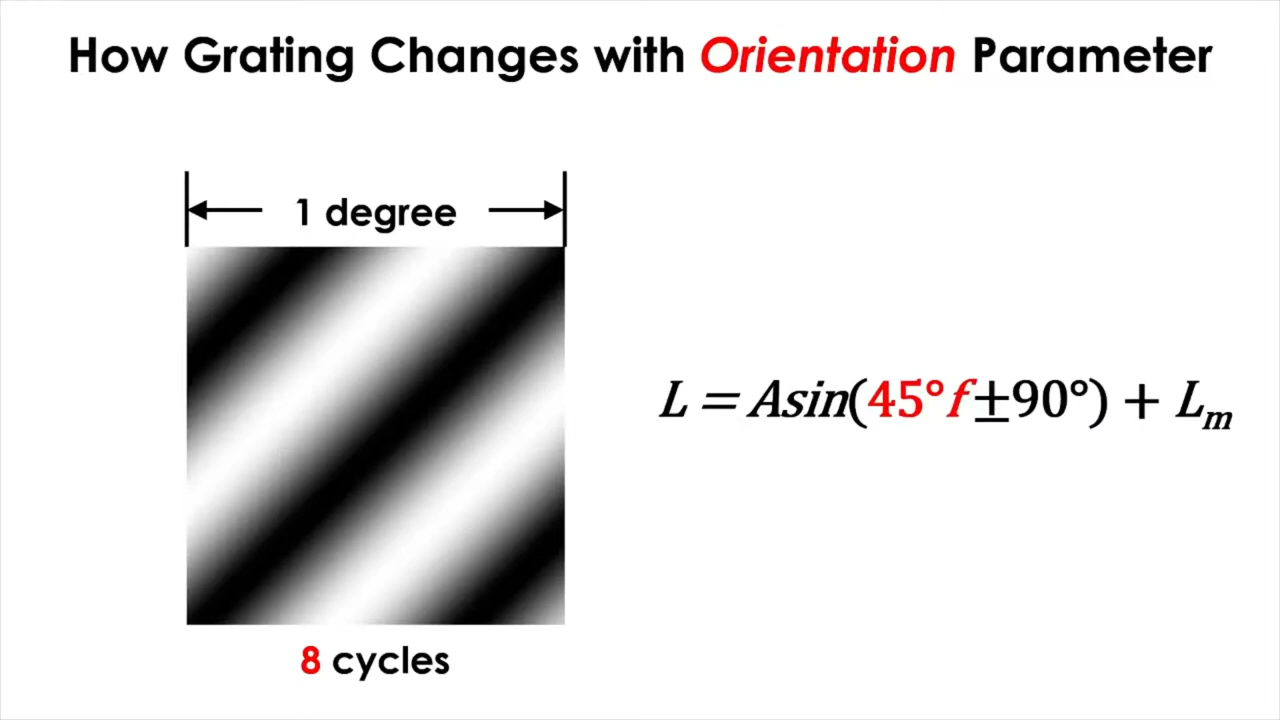 How Grating Changes with Orientation Parameter
1 degree
L = Asin(45°f±90°) + Lₘ
8 cycles